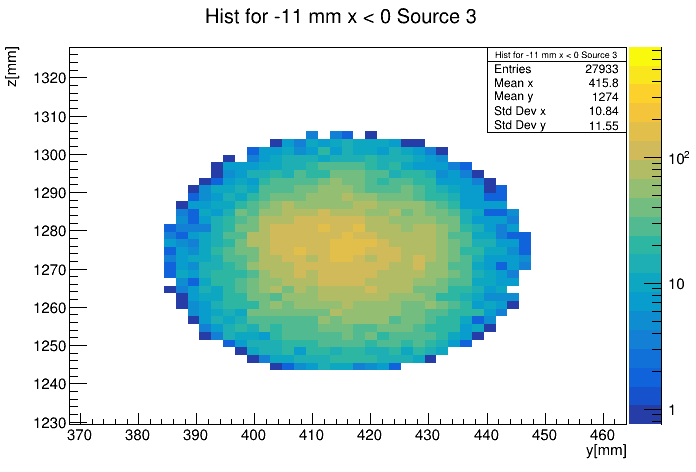 Hist for -11 mm x < 0 Source 3
z[mm]
Hist for -11 mm x < 0 Source 3
Entries 27933
Mean x 415.8
Mean y 1274
Std Dev x 10.84
Std Dev y 11.55
1320
1310
1300
1290
1280
1270
1260
1250
1240
1230
10²
10
1
370 380 390 400 410 420 430 440 450 460
y[mm]